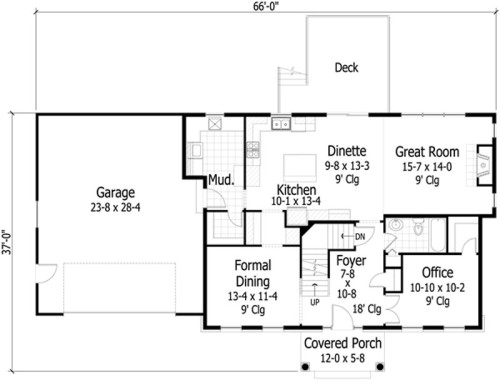 66'-0"
Deck
37'-0"
Garage
23-8 x 28-4
Mud.
Dinette
9-8 x 13-3
9' Clg
Great Room
15-7 x 14-0
9' Clg
Kitchen
10-1 x 13-4
DN
Formal
Dining
13-4 x 11-4
9' Clg
UP
Foyer
7-8
x
10-8
18' Clg
Office
10-10 x 10-2
9' Clg
Covered Porch
12-0 x 5-8